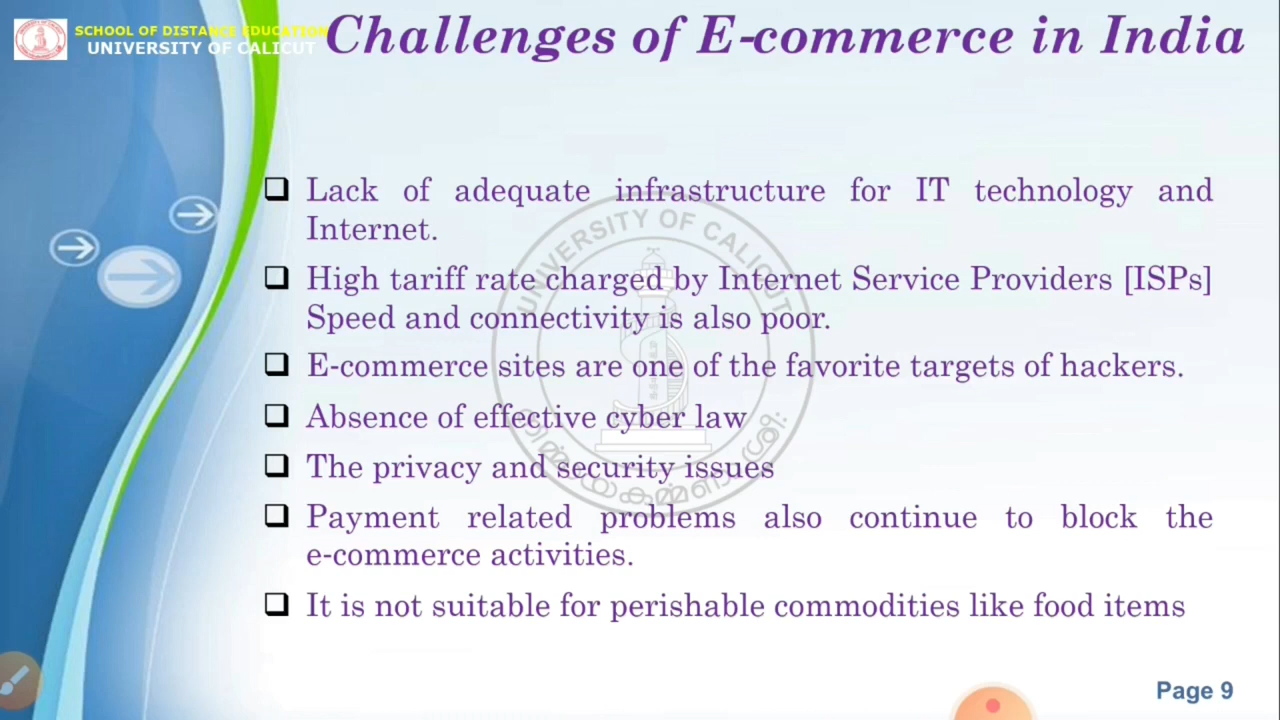 SCHOOL OF DISTANCE EDUCATION
UNIVERSITY OF CALICUT
Challenges of E-commerce in India
Lack of adequate infrastructure for IT technology and
Internet.
High tariff rate charged by Internet Service Providers [ISPs]
Speed and connectivity is also poor.
E-commerce sites are one of the favorite targets of hackers.
Absence of effective cyber law
The privacy and security issues
Payment related problems also continue to block the
e-commerce activities.
It is not suitable for perishable commodities like food items
UNIVERSITY OF CALICUT
Page 9